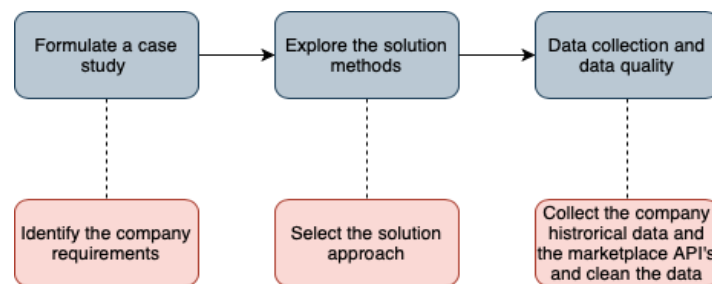 Formulate a case
study
Explore the solution
methods
Data collection and
data quality
Identify the company
requirements
Select the solution
approach
Collect the company
histrorical data and
the marketplace API's
and clean the data